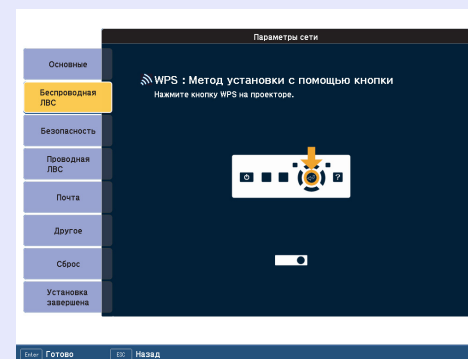 Параметры сети
Основные
Беспроводная
ЛВС
Безопасность
Проводная
ЛВС
Почта
Другое
Сброс
Установка
завершена
WPS : Метод установки с помощью кнопки
Нажмите кнопку WPS на проекторе.
?
Enter Готово
ESC Назад